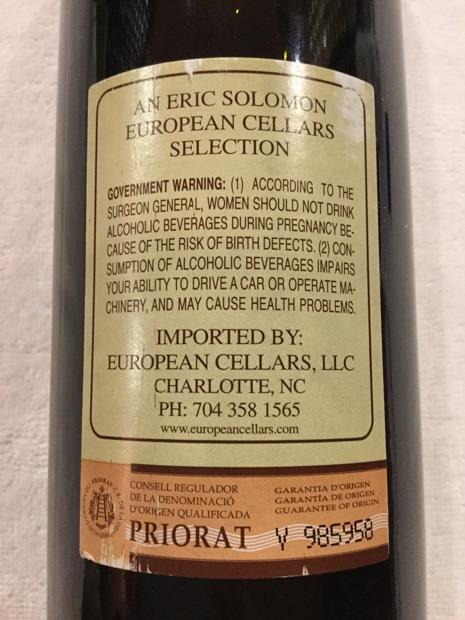 AN ERIC SOLOMON
EUROPEAN CELLARS
SELECTION
GOVERNMENT WARNING: (1) ACCORDING TO THE
SURGEON GENERAL, WOMEN SHOULD NOT DRINK
ALCOHOLIC BEVERAGES DURING PREGNANCY BE-
CAUSE OF THE RISK OF BIRTH DEFECTS. (2) CON-
SUMPTION OF ALCOHOLIC BEVERAGES IMPAIRS
YOUR ABILITY TO DRIVE A CAR OR OPERATE MA-
CHINERY, AND MAY CAUSE HEALTH PROBLEMS.
IMPORTED BY:
EUROPEAN CELLARS, LLC
CHARLOTTE, NC
PH: 704 358 1565
www.europeancellars.com
CONSELL REGULADOR
DE LA DENOMINACIÓ
D'ORIGEN QUALIFICADA
PRIORAT
GARANTIA D'ORIGEN
GARANTÍA DE ORIGEN
GUARANTEE OF ORIGIN
V 985958